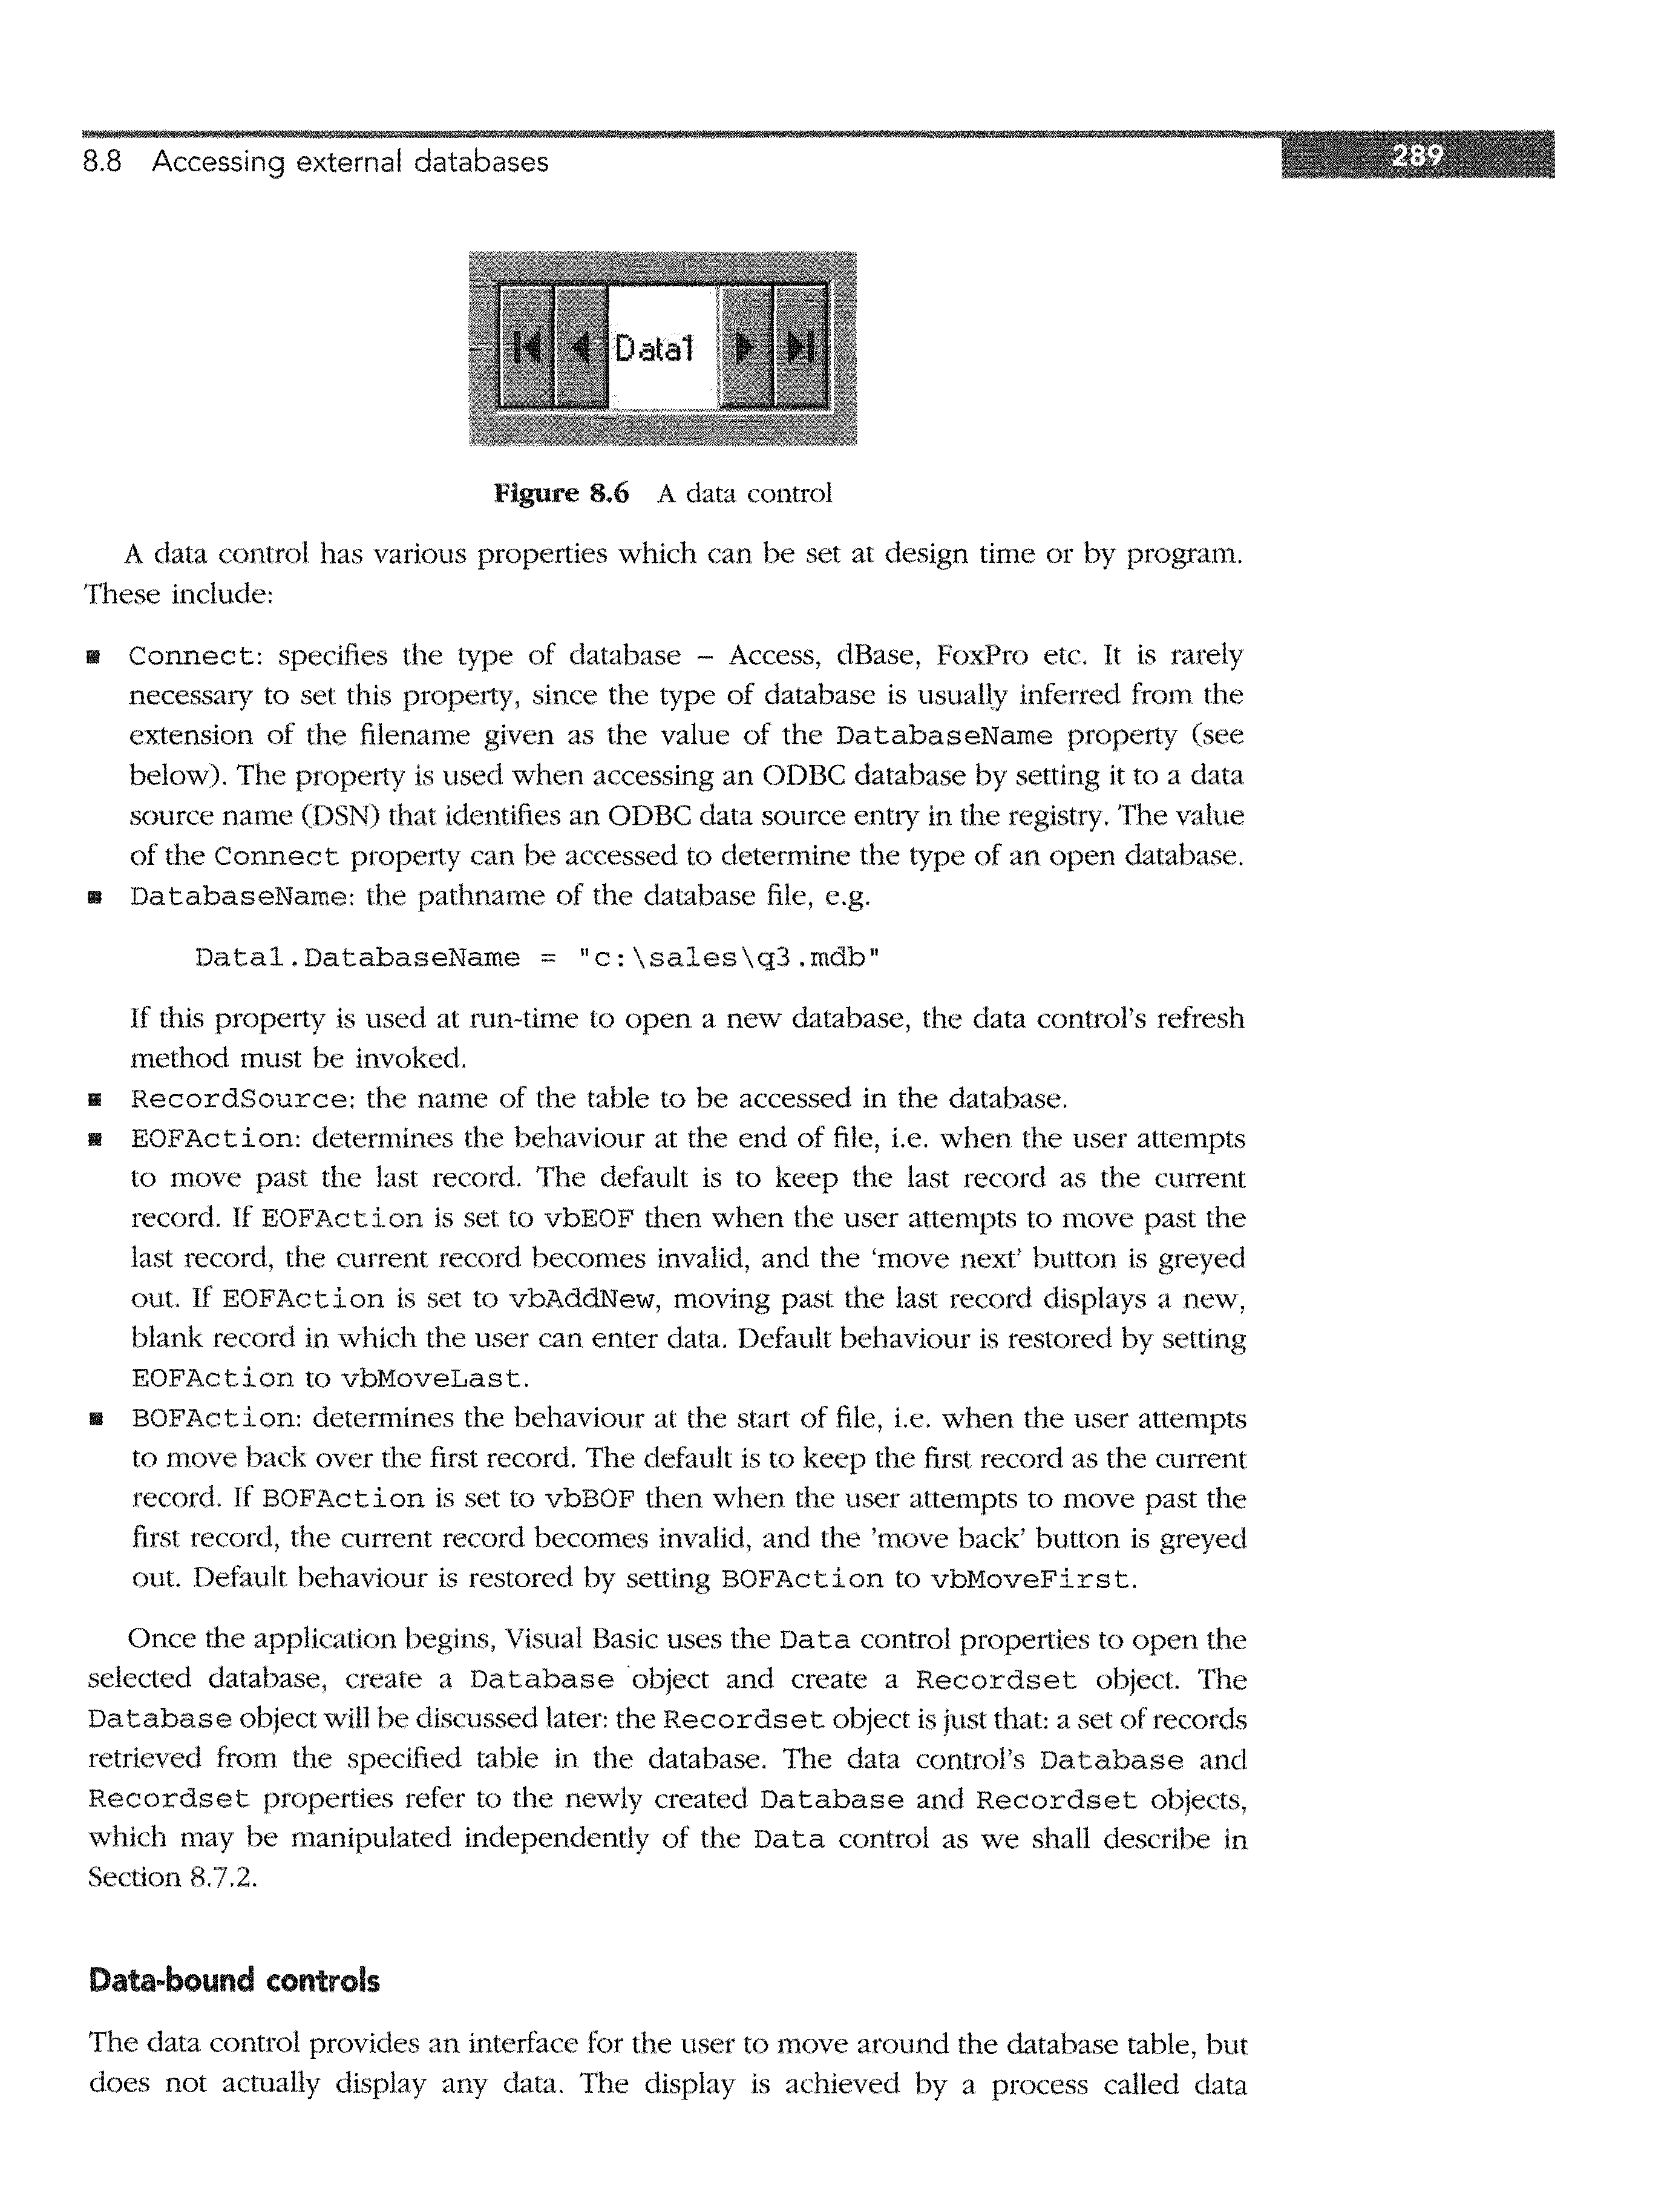 8.8 Accessing external databases
289
Data1
Figure 8.6 A data control
A data control has various properties which can be set at design time or by program.
These include:
■ Connect: specifies the type of database – Access, dBase, FoxPro etc. It is rarely
necessary to set this property, since the type of database is usually inferred from the
extension of the filename given as the value of the DatabaseName property (see
below). The property is used when accessing an ODBC database by setting it to a data
source name (DSN) that identifies an ODBC data source entry in the registry. The value
of the Connect property can be accessed to determine the type of an open database.
■ DatabaseName: the pathname of the database file, e.g.
Data1.DatabaseName = "c:\sales\q3.mdb"
If this property is used at run-time to open a new database, the data control's refresh
method must be invoked.
■ RecordSource: the name of the table to be accessed in the database.
■ EOFAction: determines the behaviour at the end of file, i.e. when the user attempts
to move past the last record. The default is to keep the last record as the current
record. If EOFAction is set to vbEOF then when the user attempts to move past the
last record, the current record becomes invalid, and the ‘move next’ button is greyed
out. If EOFAction is set to vbAddNew, moving past the last record displays a new,
blank record in which the user can enter data. Default behaviour is restored by setting
EOFAction to vbMoveLast.
■ BOFAction: determines the behaviour at the start of file, i.e. when the user attempts
to move back over the first record. The default is to keep the first record as the current
record. If BOFAction is set to vbBOF then when the user attempts to move past the
first record, the current record becomes invalid, and the ’move back’ button is greyed
out. Default behaviour is restored by setting BOFAction to vbMoveFirst.
Once the application begins, Visual Basic uses the Data control properties to open the
selected database, create a Database object and create a Recordset object. The
Database object will be discussed later: the Recordset object is just that: a set of records
retrieved from the specified table in the database. The data control's Database and
Recordset properties refer to the newly created Database and Recordset objects,
which may be manipulated independently of the Data control as we shall describe in
Section 8.7.2.
Data-bound controls
The data control provides an interface for the user to move around the database table, but
does not actually display any data. The display is achieved by a process called data